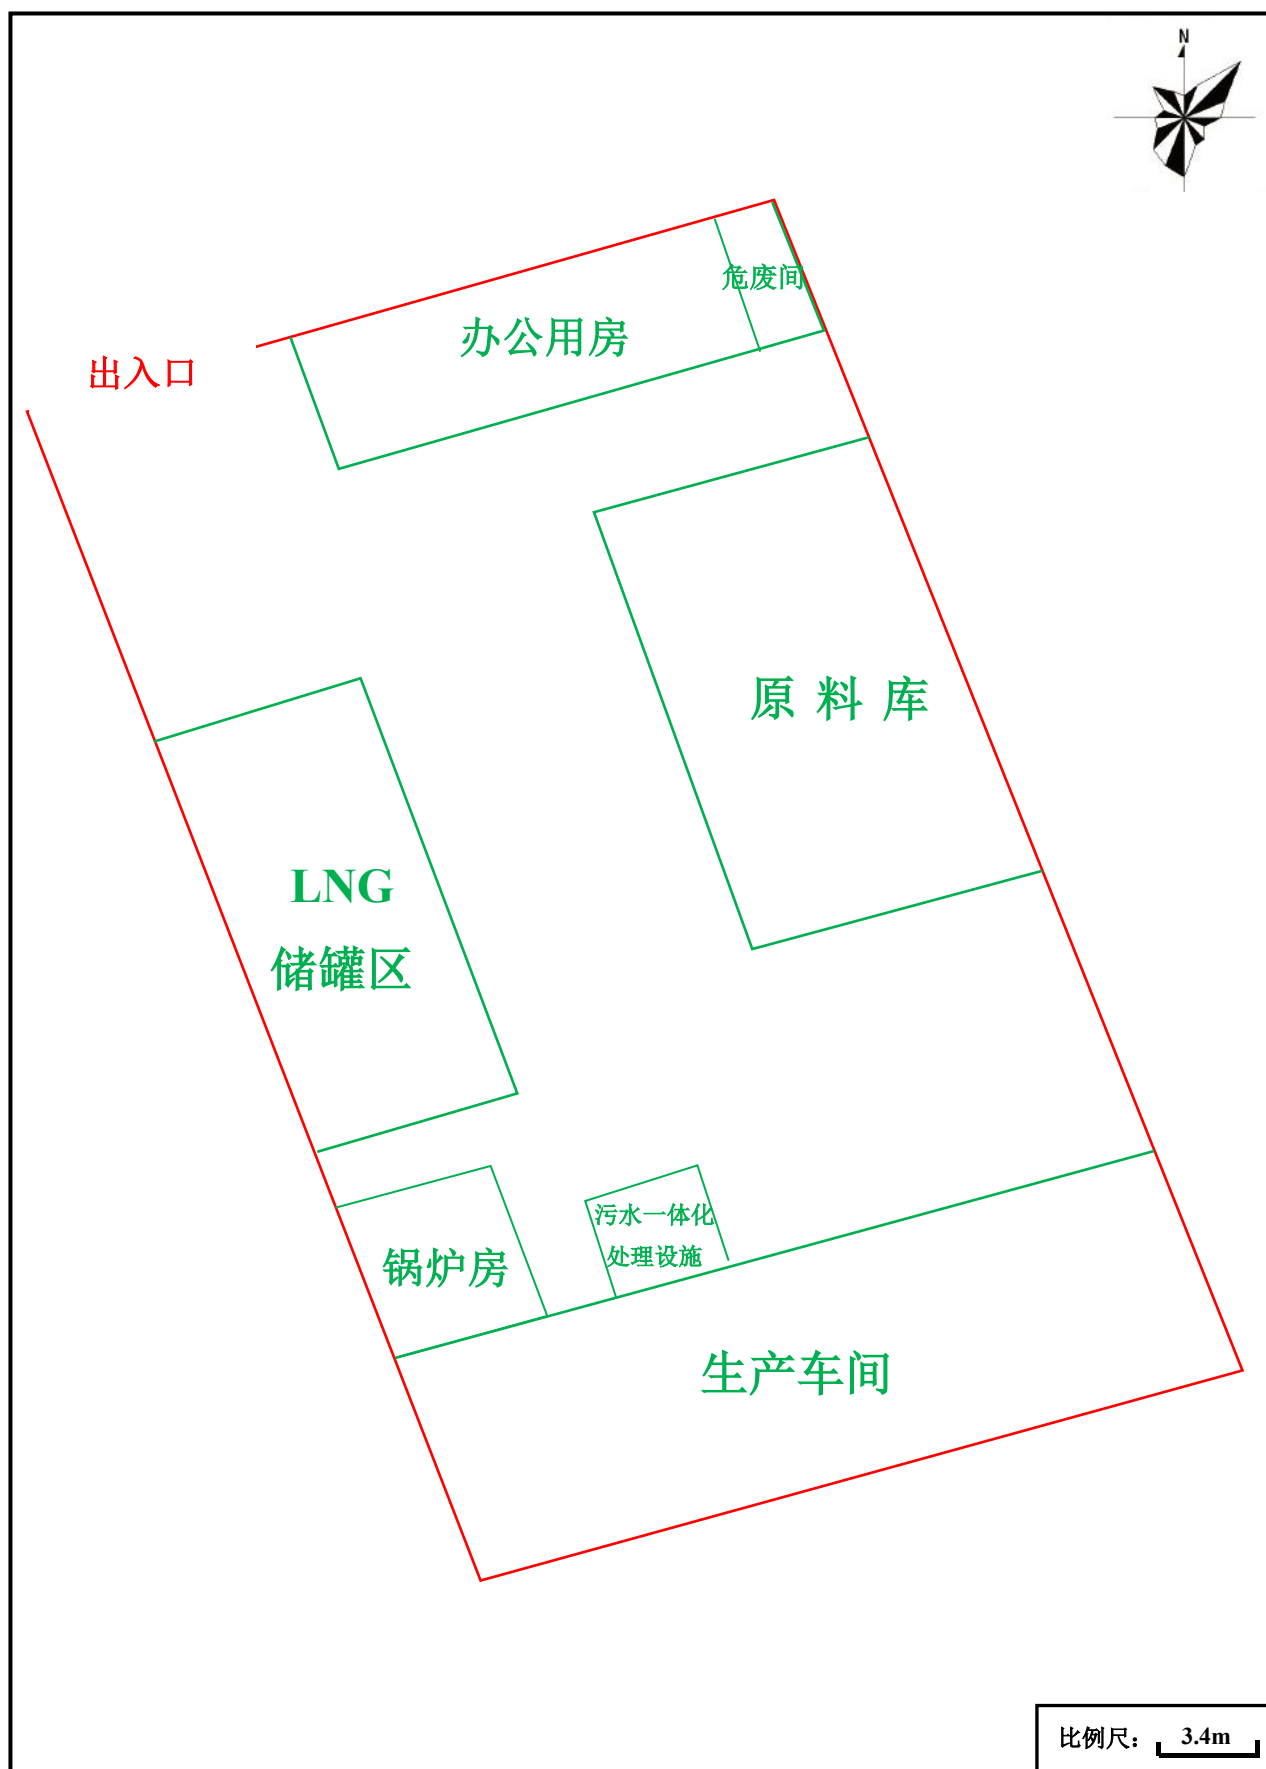 N
危废间
办公用房
出入口
原 料 库
LNG
储罐区
污水一体化
处理设施
锅炉房
生产车间
比例尺： 3.4m